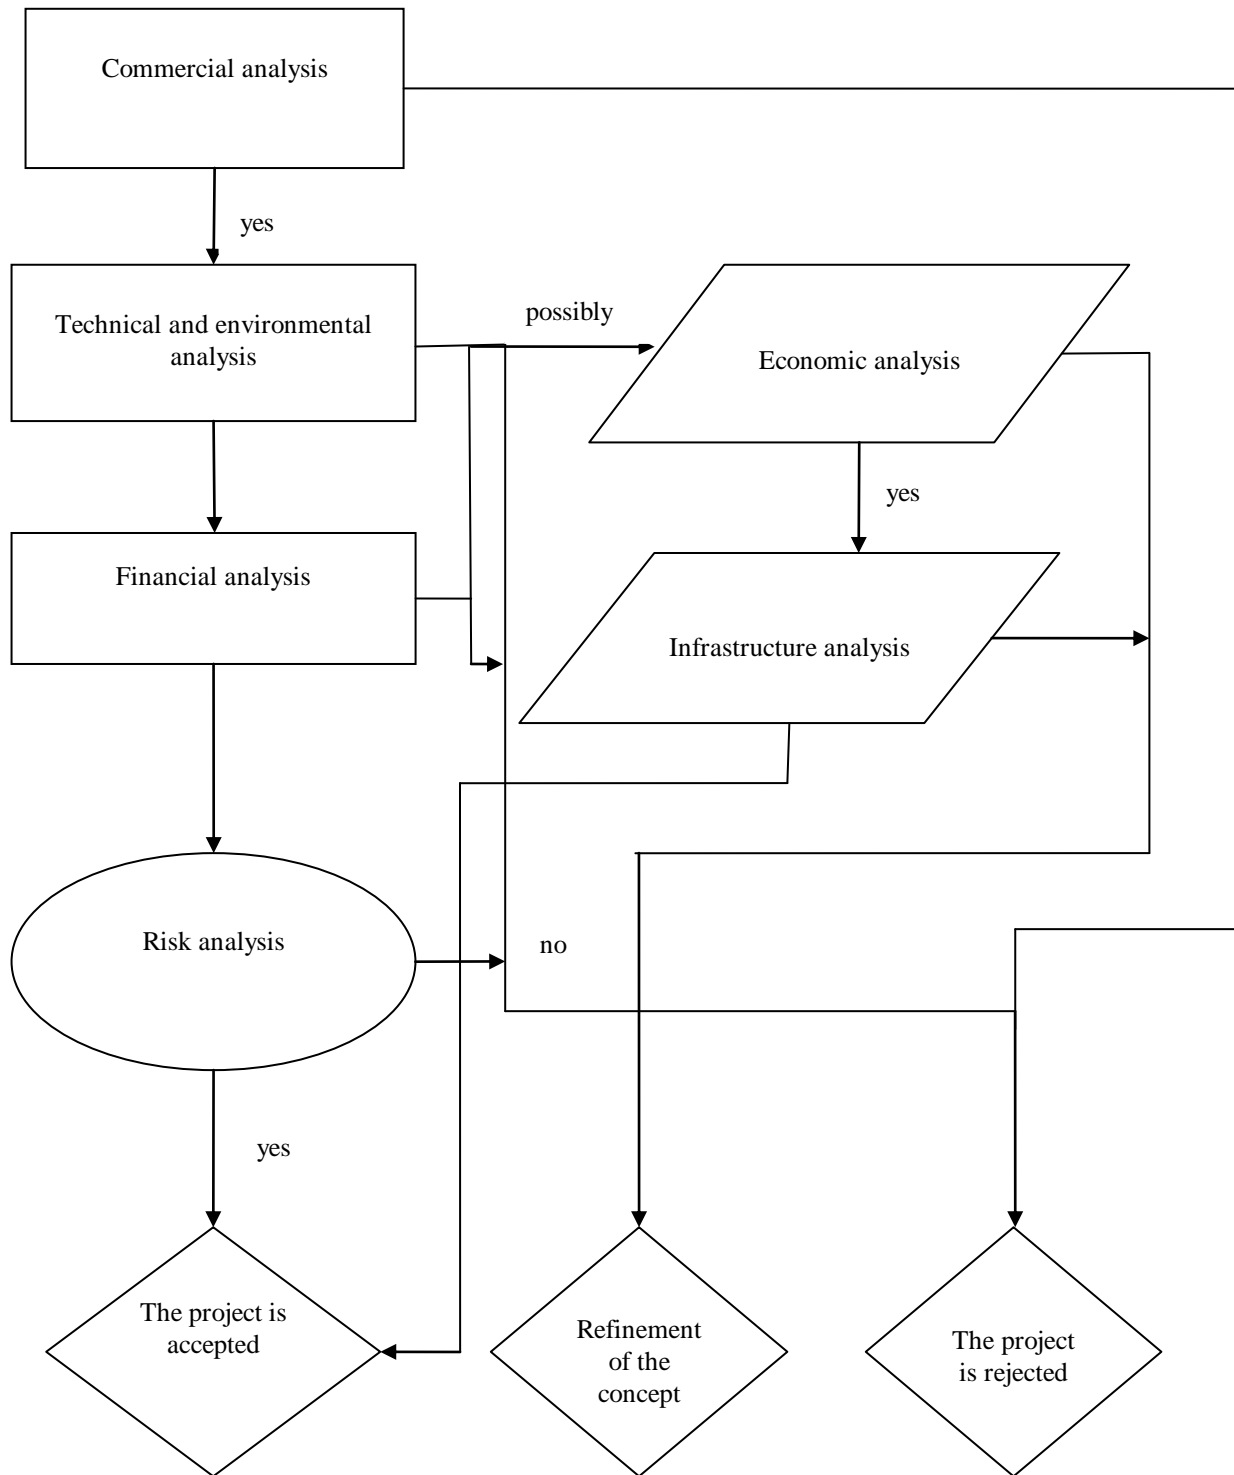 Commercial analysis
yes
Technical and environmental
analysis
possibly
Economic analysis
yes
Financial analysis
Infrastructure analysis
Risk analysis
no
yes
The project is
accepted
Refinement
of the
concept
The project
is rejected